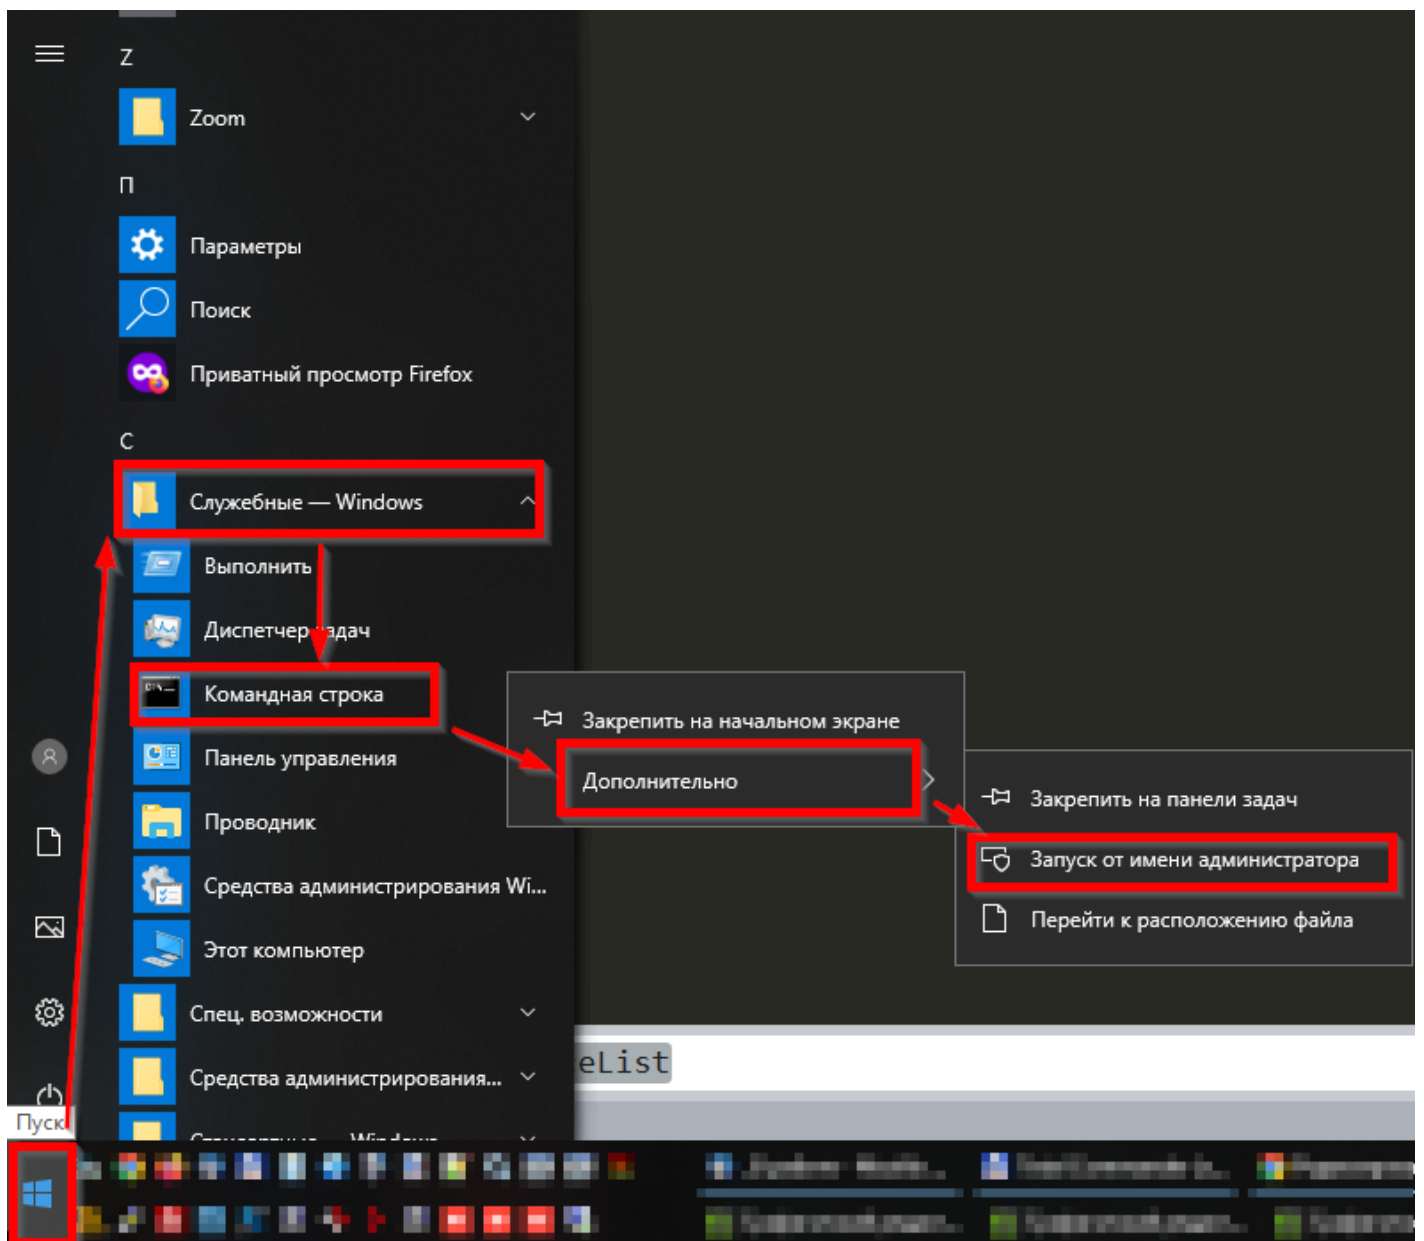 Z
Zoom
П
Параметры
Поиск
Приватный просмотр Firefox
С
Служебные — Windows
Выполнить
Диспетчер задач
Командная строка
Закрепить на начальном экране
Панель управления
Дополнительно
Закрепить на панели задач
Проводник
Запуск от имени администратора
Средства администрирования Wi...
Перейти к расположению файла
Этот компьютер
Спец. возможности
eList
Средства администрирования...
Пуск
Стандартные — Windows